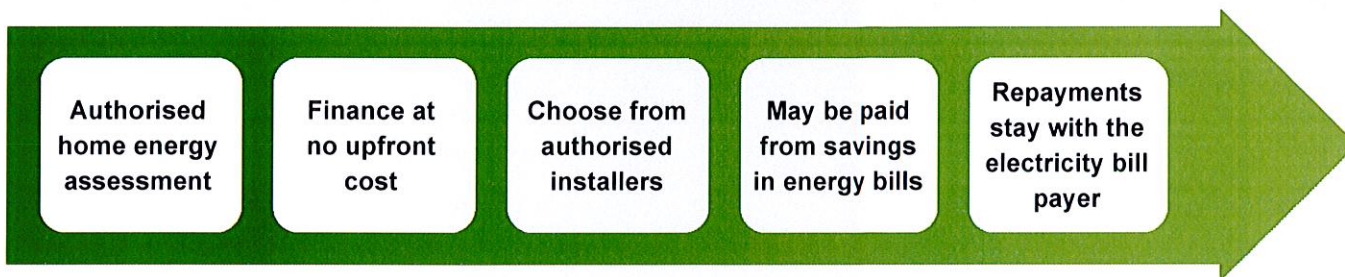 Authorised
home energy
assessment
Finance at
no upfront
cost
Choose from
authorised
installers
May be paid
from savings
in energy bills
Repayments
stay with the
electricity bill
payer